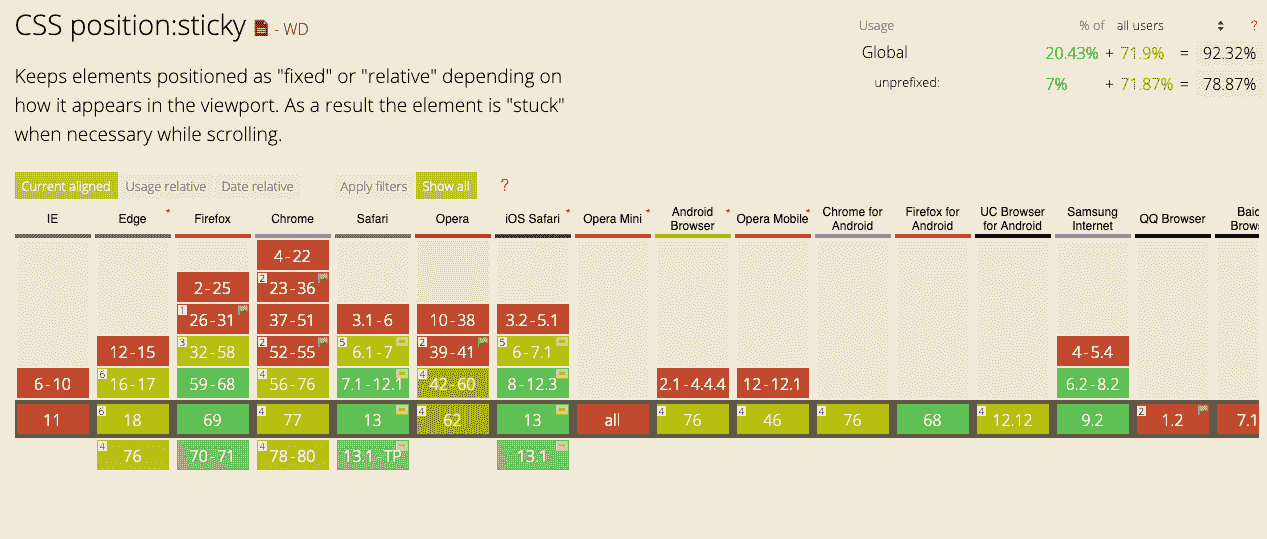 CSS position:sticky - WD
Usage % of all users ?
Global 20.43% + 71.9% = 92.32%
unprefixed: 7% + 71.87% = 78.87%
Keeps elements positioned as "fixed" or "relative" depending on
how it appears in the viewport. As a result the element is "stuck"
when necessary while scrolling.
Current aligned Usage relative Date relative Apply filters Show all ?
IE Edge * Firefox Chrome Safari Opera iOS Safari * Opera Mini * Android Browser * Opera Mobile * Chrome for Android Firefox for Android UC Browser for Android Samsung Internet QQ Browser
4-22
2-25 2 23-36
1 26-31 37-51 3.1-6 10-38 3.2-5.1
12-15 3 32-58 2 52-55 5 6.1-7 2 39-41 5 6-7.1 4-5.4
6-10 6 16-17 59-68 4 56-76 7.1-12.1 4 42-60 8-12.3 2.1-4.4.4 12-12.1 6.2-8.2
11 6 18 69 4 77 13 4 62 13 all 4 76 4 46 4 76 68 4 12.12 9.2 2 1.2 7.1
4 76 70-71 4 78-80 13.1-TP 13.1